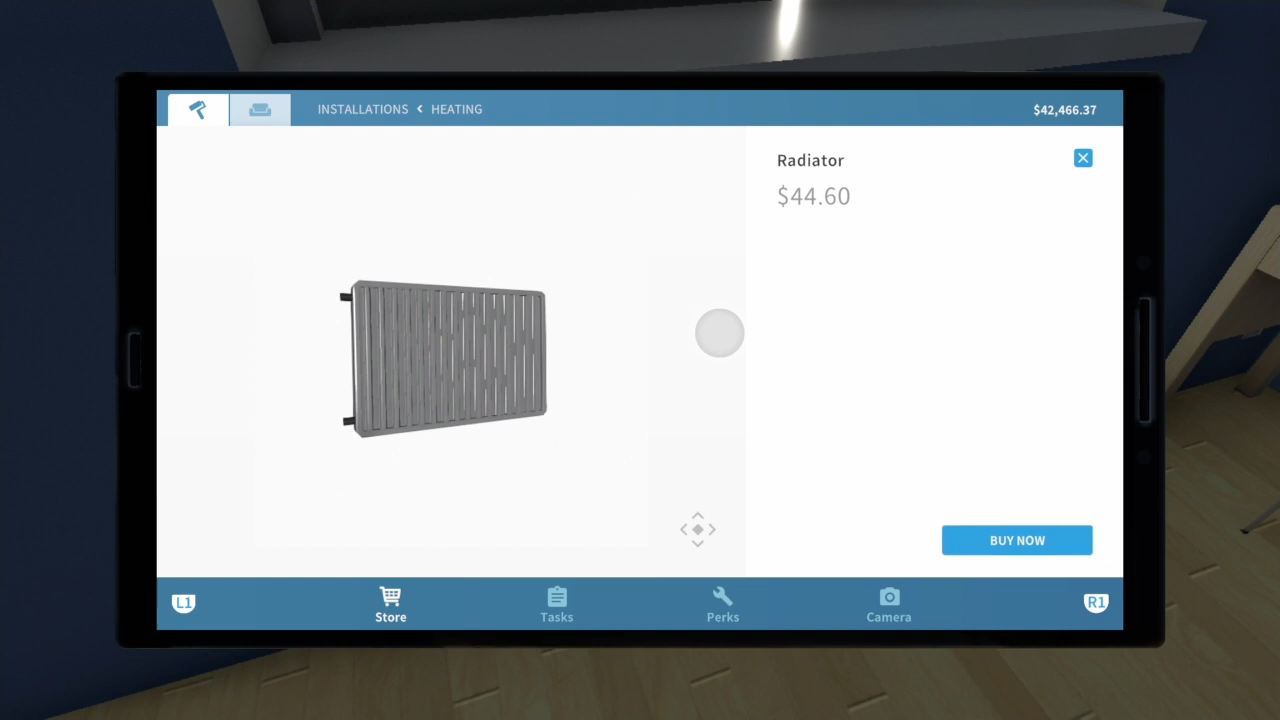 INSTALLATIONS < HEATING
$42,466.37
Radiator
$44.60
BUY NOW
L1
Store
Tasks
Perks
Camera
R1